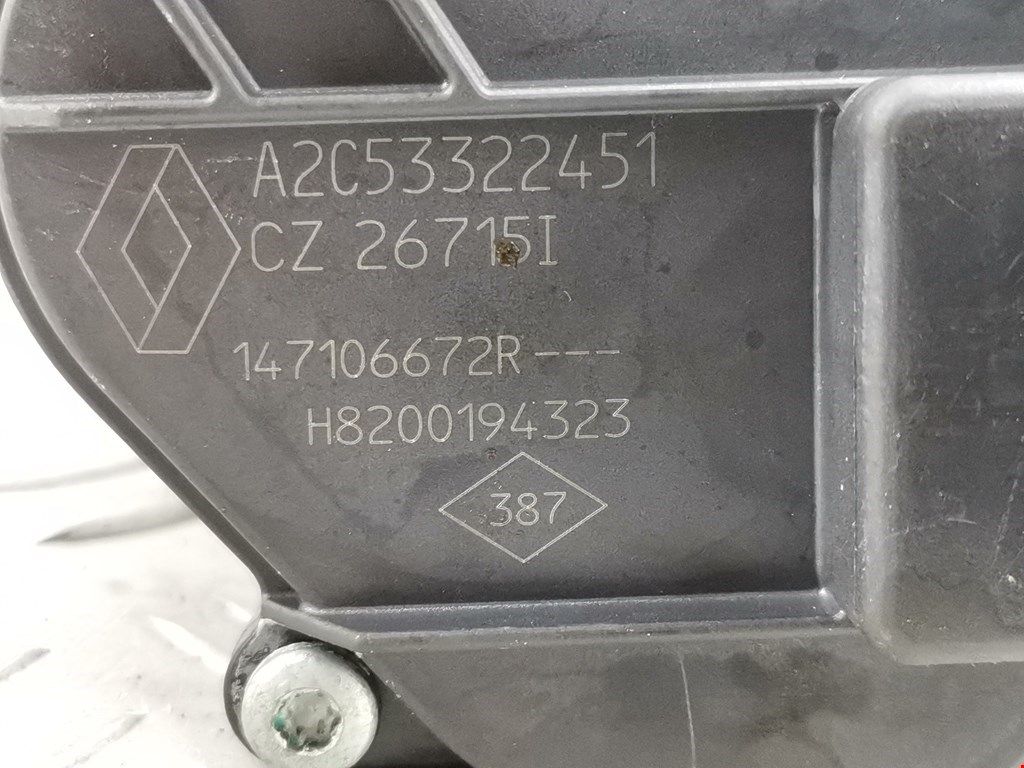 A2C53322451
CZ 26715I
147106672R---
H8200194323
387